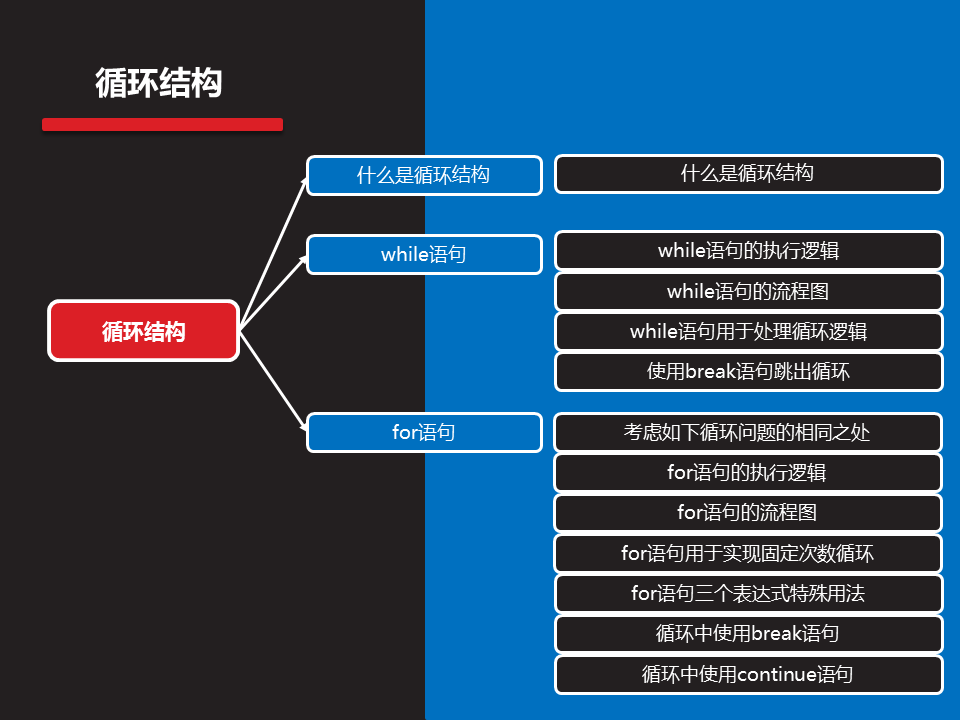 循环结构
循环结构
什么是循环结构
什么是循环结构
while语句
while语句的执行逻辑
while语句的流程图
while语句用于处理循环逻辑
使用break语句跳出循环
for语句
考虑如下循环问题的相同之处
for语句的执行逻辑
for语句的流程图
for语句用于实现固定次数循环
for语句三个表达式特殊用法
循环中使用break语句
循环中使用continue语句